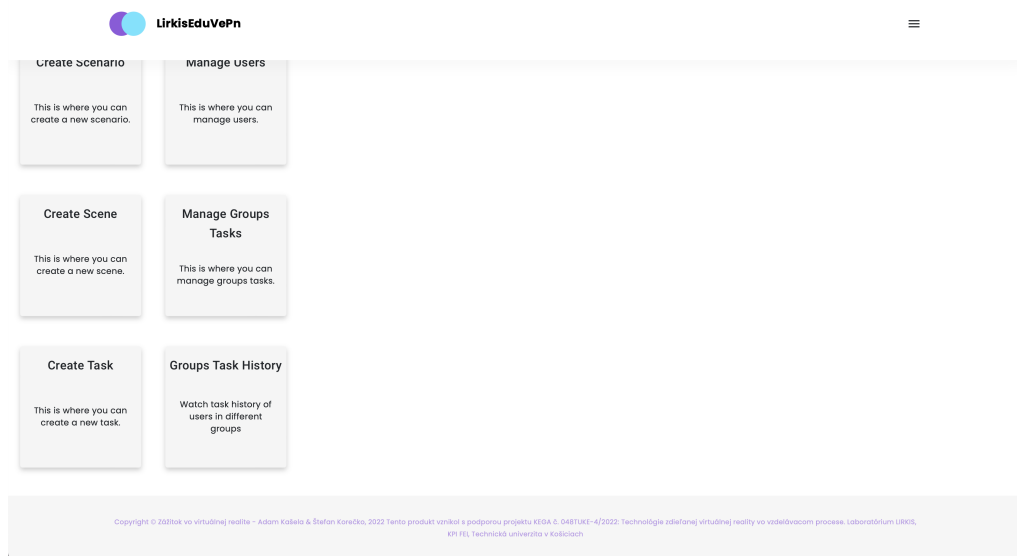 LirkisEduVePn
Create Scenario
This is where you can
create a new scenario.
Manage Users
This is where you can
manage users.
Create Scene
This is where you can
create a new scene.
Manage Groups
Tasks
This is where you can
manage groups tasks.
Create Task
This is where you can
create a new task.
Groups Task History
Watch task history of
users in different
groups
Copyright © Zážitok vo virtuálnej realite - Adam Kašela & Štefan Korečko, 2022 Tento produkt vznikol s podporou projektu KEGA č. 048TUKE-4/2022: Technológie zdieľanej virtuálnej reality vo vzdelávacom procese. Laboratórium LIRKIS,
KPI FEI, Technická univerzita v Košiciach